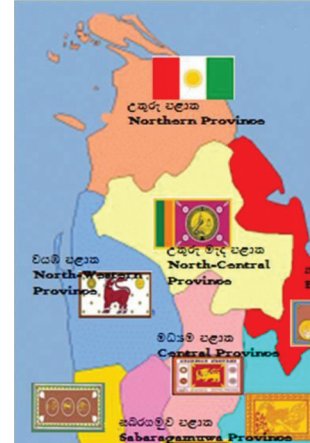 උතුරු පළාත
Northern Province
උතුරු මැද පළාත
North-Central
Province
වයඹ පළාත
North-Western
Province
මධ්‍යම පළාත
Central Province
සබරගමුව පළාත
Sabaragamuwa Province